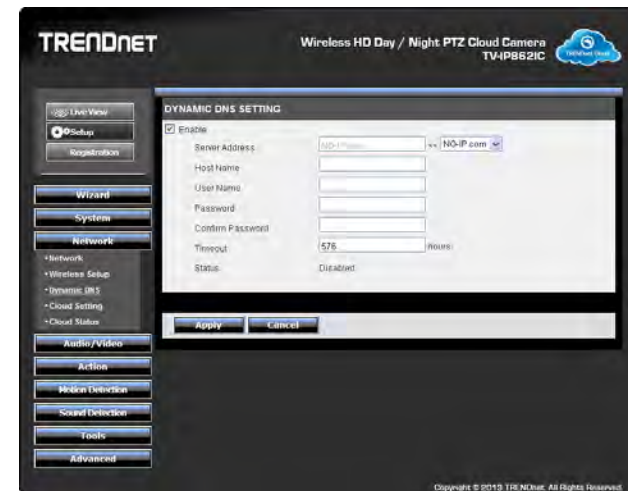 TRENDNET
Wireless HD Day / Night PTZ Cloud Camera
TV-IP862IC
TRENDnet Cloud
Live View
Setup
Registration
Wizard
System
Network
•Network
•Wireless Setup
•Dynamic DNS
•Cloud Setting
•Cloud Status
Audio/Video
Action
Motion Detection
Sound Detection
Tools
Advanced
DYNAMIC DNS SETTING
Enable
Server Address << NO-IP.com
Host Name
User Name
Password
Confirm Password
Timeout 576 hours
Status Disabled
Apply Cancel
Copyright © 2013 TRENDnet. All Rights Reserved.